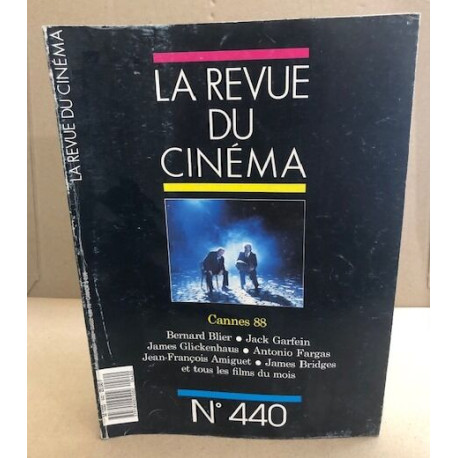 LA REVUE DU CINÉMA
LA REVUE
DU
CINÉMA
Cannes 88
Bernard Blier ● Jack Garfein
James Glickenhaus ● Antonio Fargas
Jean-François Amiguet ● James Bridges
et tous les films du mois
N° 440